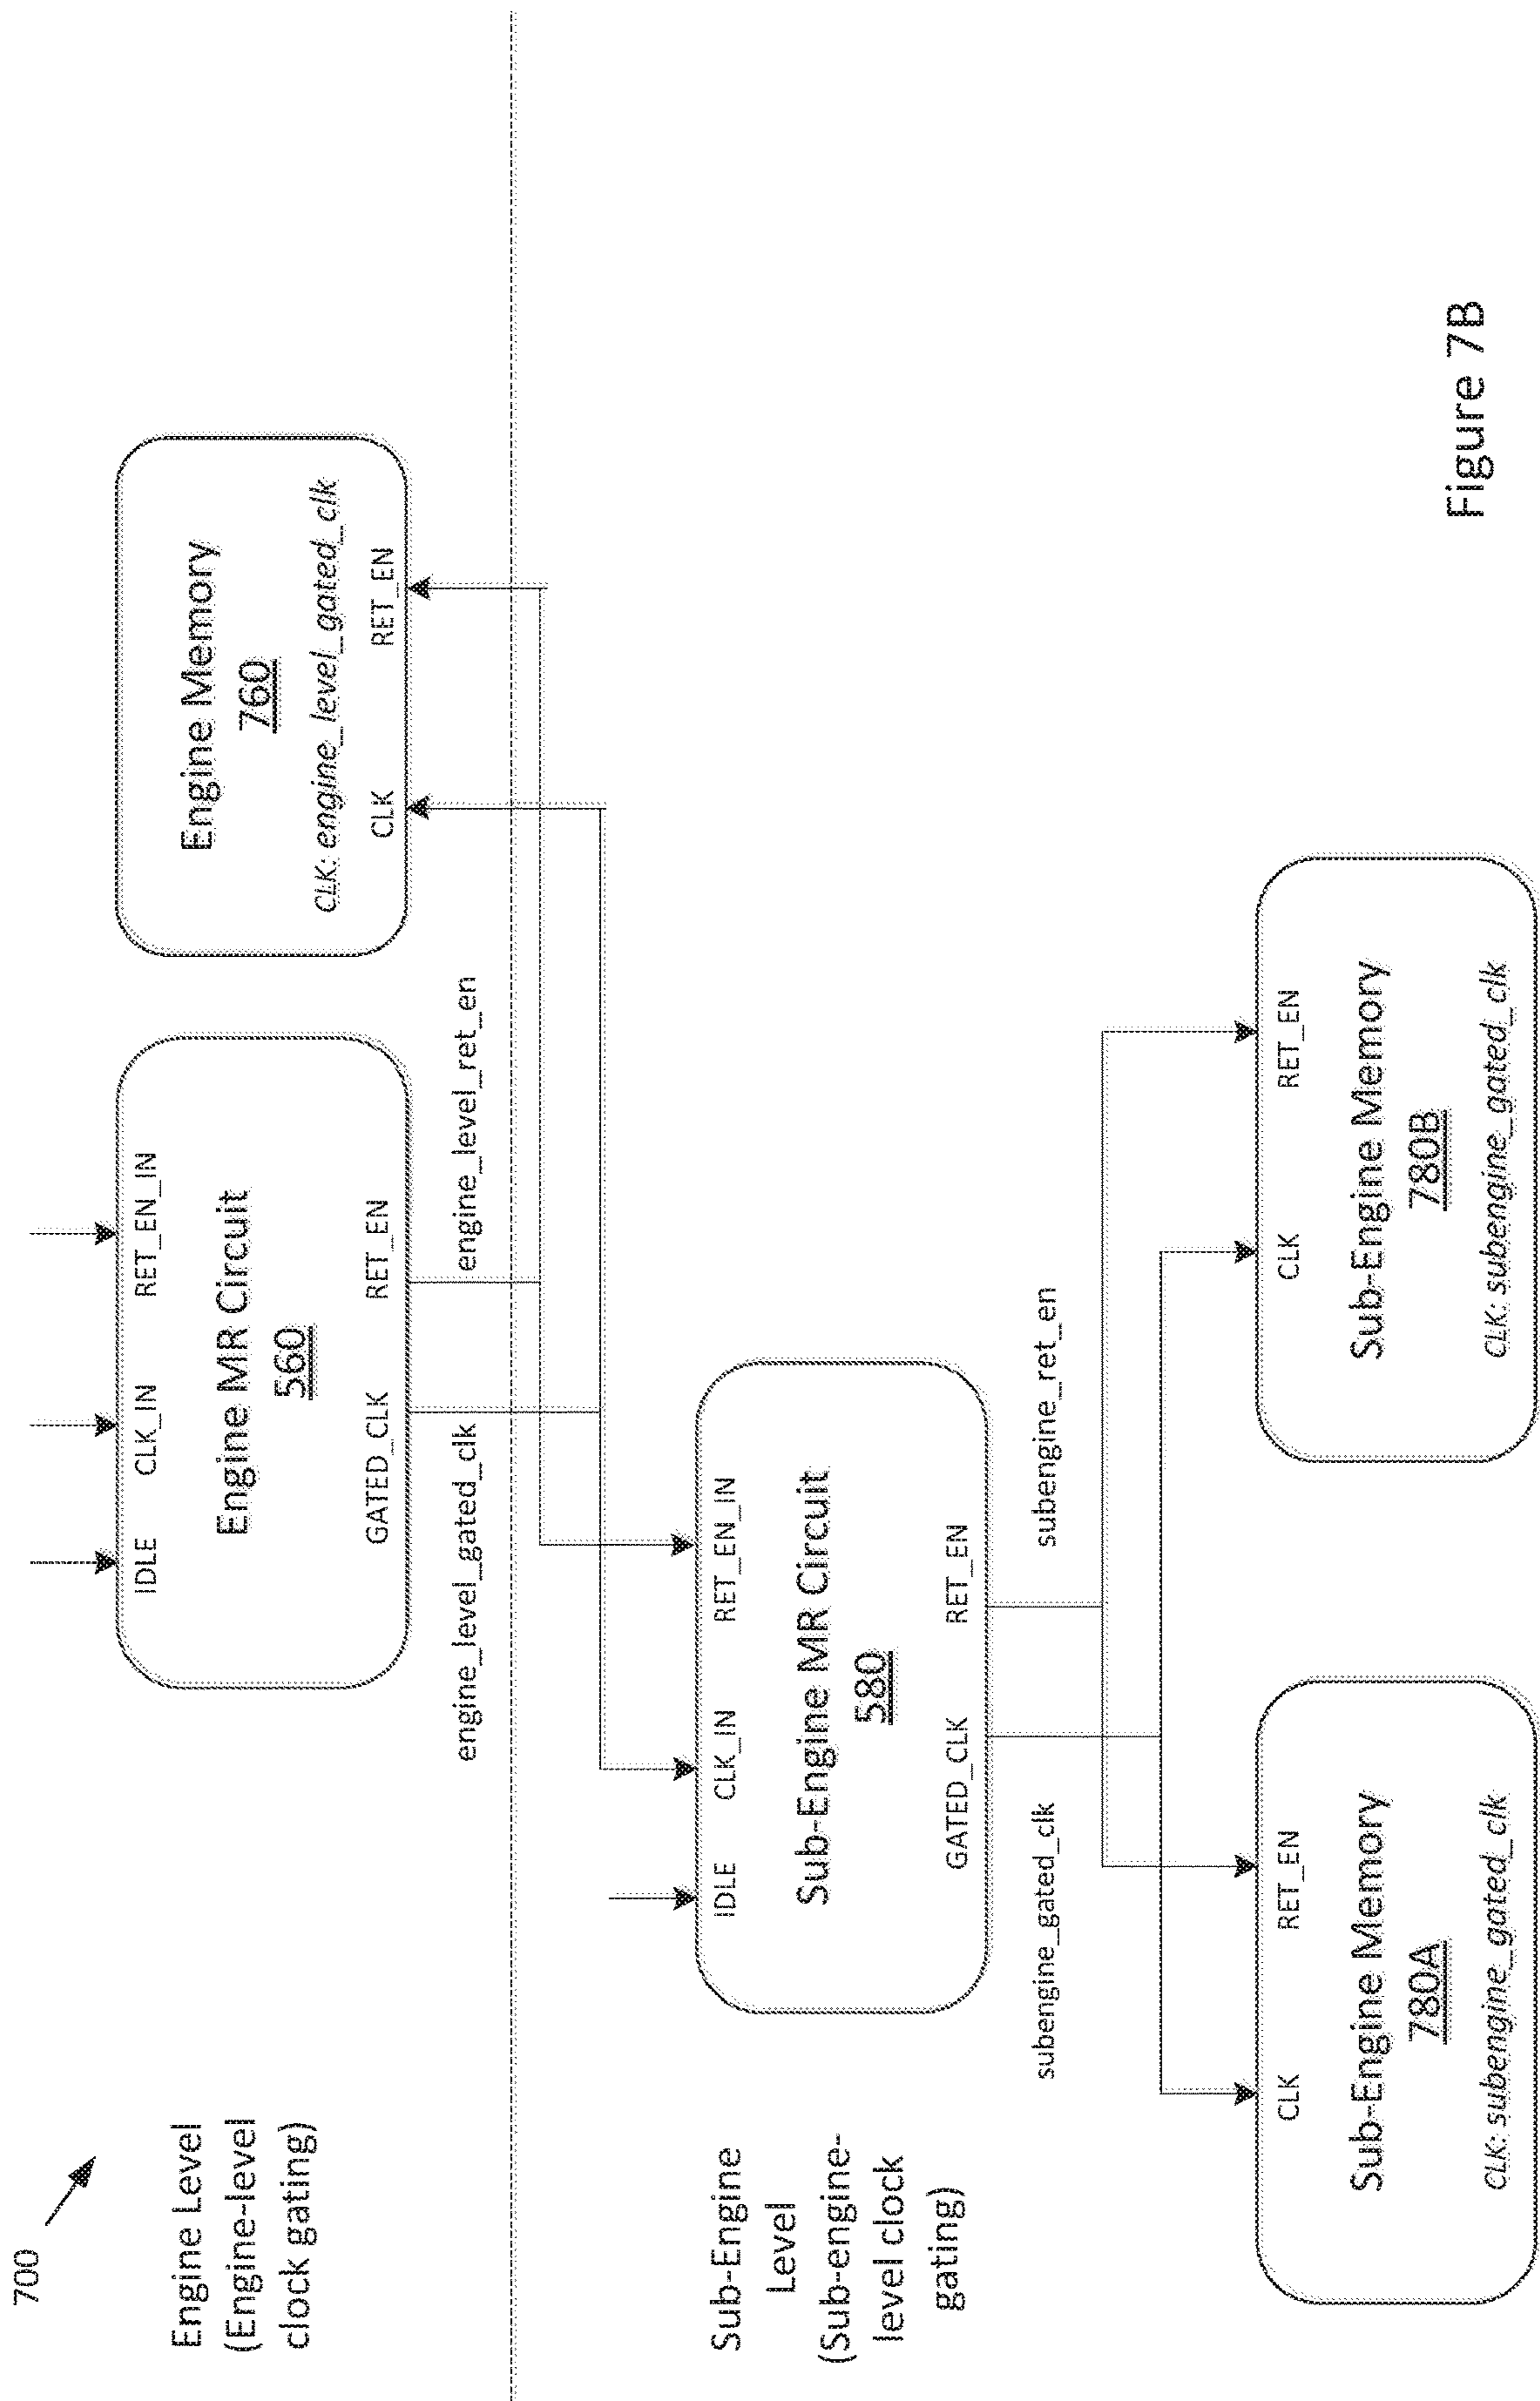 700
Engine Level
(Engine-level
clock gating)
IDLE
CLK_IN
RET_EN_IN
Engine MR Circuit
560
GATED_CLK
RET_EN
Engine Memory
760
CLK: engine_level_gated_clk
CLK
RET_EN
engine_level_gated_clk
engine_level_ret_en
Sub-Engine
Level
(Sub-engine-
level clock
gating)
IDLE
CLK_IN
RET_EN_IN
Sub-Engine MR Circuit
580
GATED_CLK
RET_EN
subengine_gated_clk
subengine_ret_en
CLK
RET_EN
Sub-Engine Memory
780A
CLK: subengine_gated_clk
CLK
RET_EN
Sub-Engine Memory
780B
CLK: subengine_gated_clk
Figure 7B